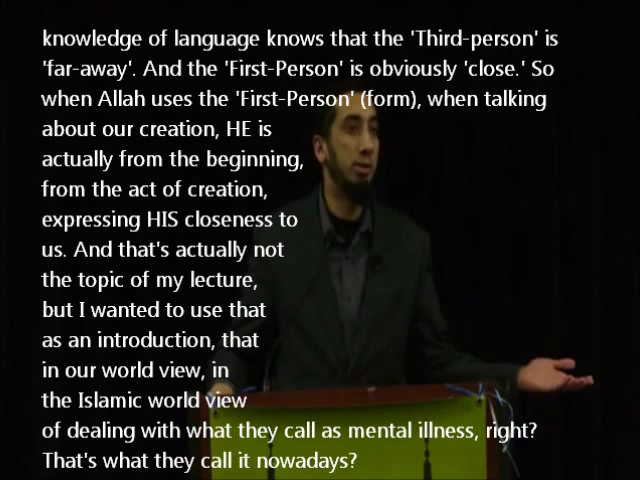 knowledge of language knows that the 'Third-person' is
'far-away'. And the 'First-Person' is obviously 'close.' So
when Allah uses the 'First-Person' (form), when talking
about our creation, HE is
actually from the beginning,
from the act of creation,
expressing HIS closeness to
us. And that's actually not
the topic of my lecture,
but I wanted to use that
as an introduction, that
in our world view, in
the Islamic world view
of dealing with what they call as mental illness, right?
That's what they call it nowadays?